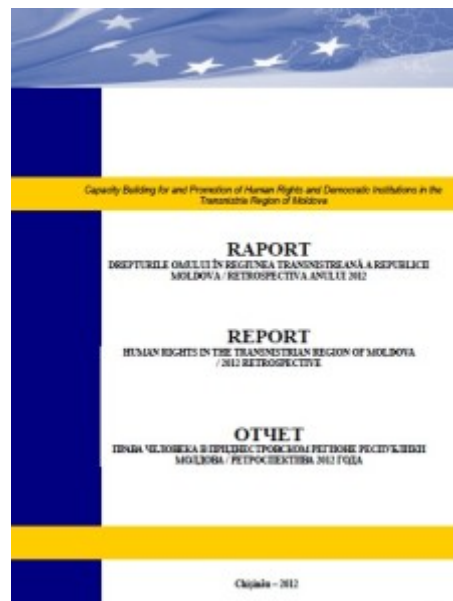 Capacity Building for and Promotion of Human Rights and Democratic Institutions in the
Transnistria Region of Moldova
RAPORT
DREPTURILE OMULUI ÎN REGIUNEA TRANSNISTREANĂ A REPUBLICII
MOLDOVA / RETROSPECTIVA ANULUI 2012
REPORT
HUMAN RIGHTS IN THE TRANSNISTRIAN REGION OF MOLDOVA
/ 2012 RETROSPECTIVE
ОТЧЕТ
ПРАВА ЧЕЛОВЕКА В ПРИДНЕСТРОВСКОМ РЕГИОНЕ РЕСПУБЛИКИ
МОЛДОВА / РЕТРОСПЕКТИВА 2012 ГОДА
Chişinău – 2012